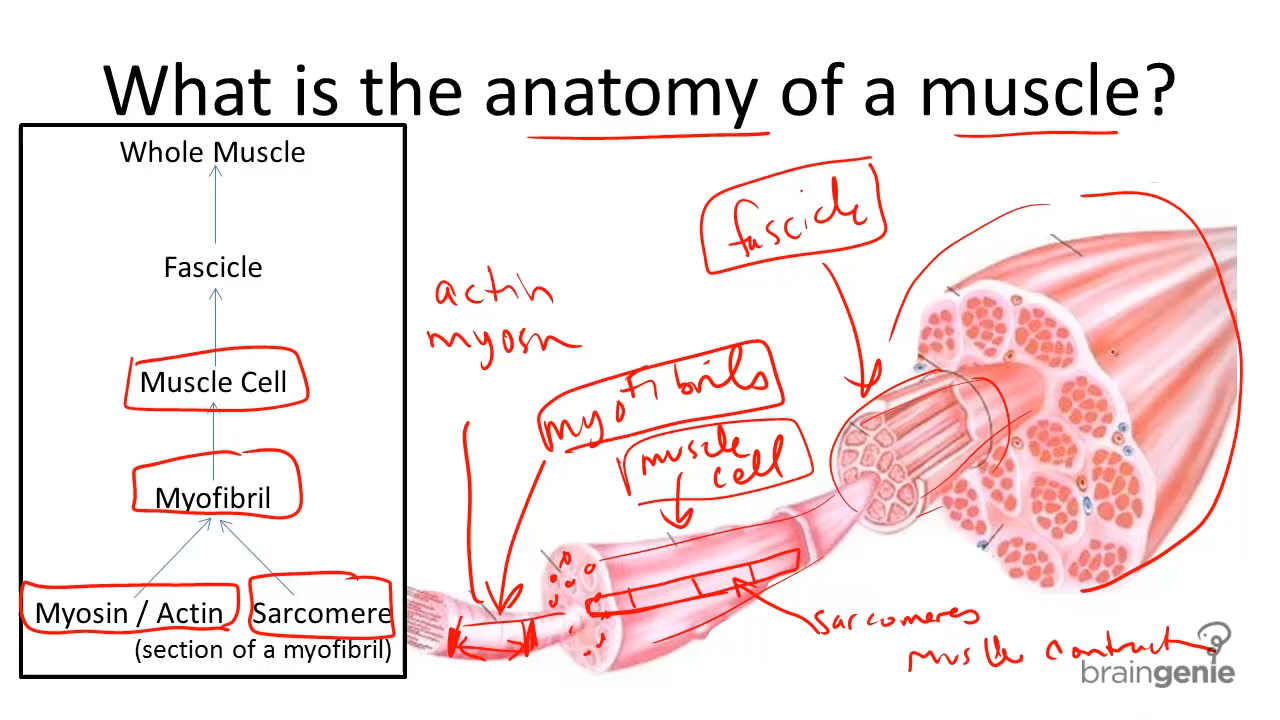 What is the anatomy of a muscle?
Whole Muscle
Fascicle
Muscle Cell
Myofibril
Myosin / Actin
Sarcomere
(section of a myofibril)
fascicle
actin
myosin
myofibrils
muscle
cell
sarcomeres
muscle contract
braingenie